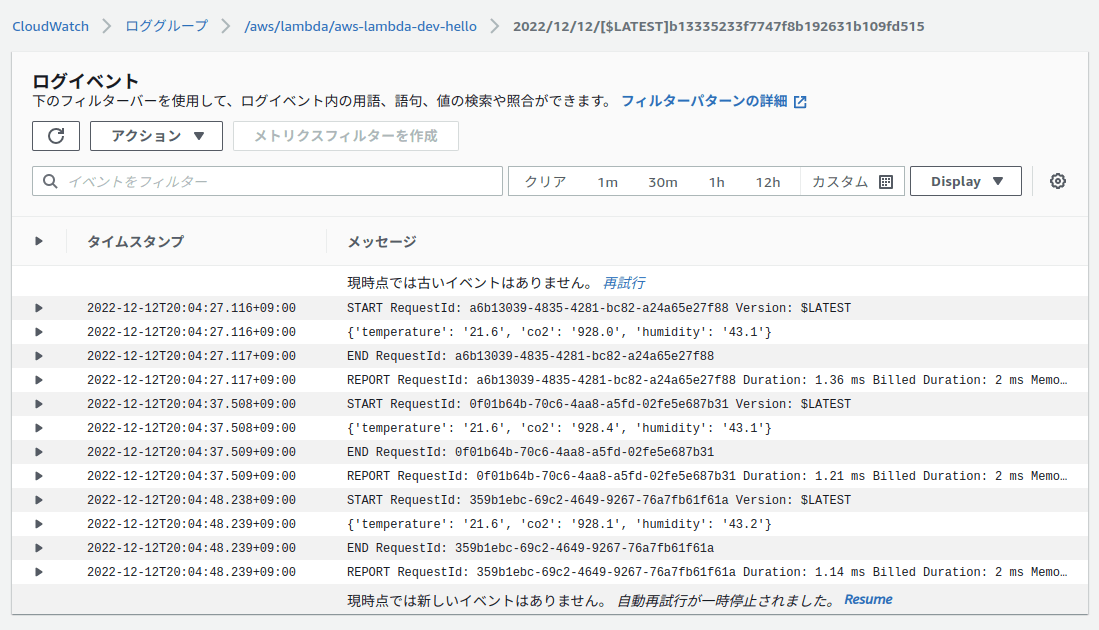 CloudWatch > ロググループ > /aws/lambda/aws-lambda-dev-hello > 2022/12/12/[$LATEST]b13335233f7747f8b192631b109fd515
ログイベント
下のフィルターバーを使用して、ログイベント内の用語、語句、値の検索や照合ができます。 フィルターパターンの詳細
アクション メトリクスフィルターを作成
イベントをフィルター クリア 1m 30m 1h 12h カスタム Display
タイムスタンプ メッセージ
現時点では古いイベントはありません。 再試行
2022-12-12T20:04:27.116+09:00 START RequestId: a6b13039-4835-4281-bc82-a24a65e27f88 Version: $LATEST
2022-12-12T20:04:27.116+09:00 {'temperature': '21.6', 'co2': '928.0', 'humidity': '43.1'}
2022-12-12T20:04:27.117+09:00 END RequestId: a6b13039-4835-4281-bc82-a24a65e27f88
2022-12-12T20:04:27.117+09:00 REPORT RequestId: a6b13039-4835-4281-bc82-a24a65e27f88 Duration: 1.36 ms Billed Duration: 2 ms Memo…
2022-12-12T20:04:37.508+09:00 START RequestId: 0f01b64b-70c6-4aa8-a5fd-02fe5e687b31 Version: $LATEST
2022-12-12T20:04:37.508+09:00 {'temperature': '21.6', 'co2': '928.4', 'humidity': '43.1'}
2022-12-12T20:04:37.509+09:00 END RequestId: 0f01b64b-70c6-4aa8-a5fd-02fe5e687b31
2022-12-12T20:04:37.509+09:00 REPORT RequestId: 0f01b64b-70c6-4aa8-a5fd-02fe5e687b31 Duration: 1.21 ms Billed Duration: 2 ms Memo…
2022-12-12T20:04:48.238+09:00 START RequestId: 359b1ebc-69c2-4649-9267-76a7fb61f61a Version: $LATEST
2022-12-12T20:04:48.239+09:00 {'temperature': '21.6', 'co2': '928.1', 'humidity': '43.2'}
2022-12-12T20:04:48.239+09:00 END RequestId: 359b1ebc-69c2-4649-9267-76a7fb61f61a
2022-12-12T20:04:48.239+09:00 REPORT RequestId: 359b1ebc-69c2-4649-9267-76a7fb61f61a Duration: 1.14 ms Billed Duration: 2 ms Memo…
現時点では新しいイベントはありません。 自動再試行が一時停止されました。 Resume